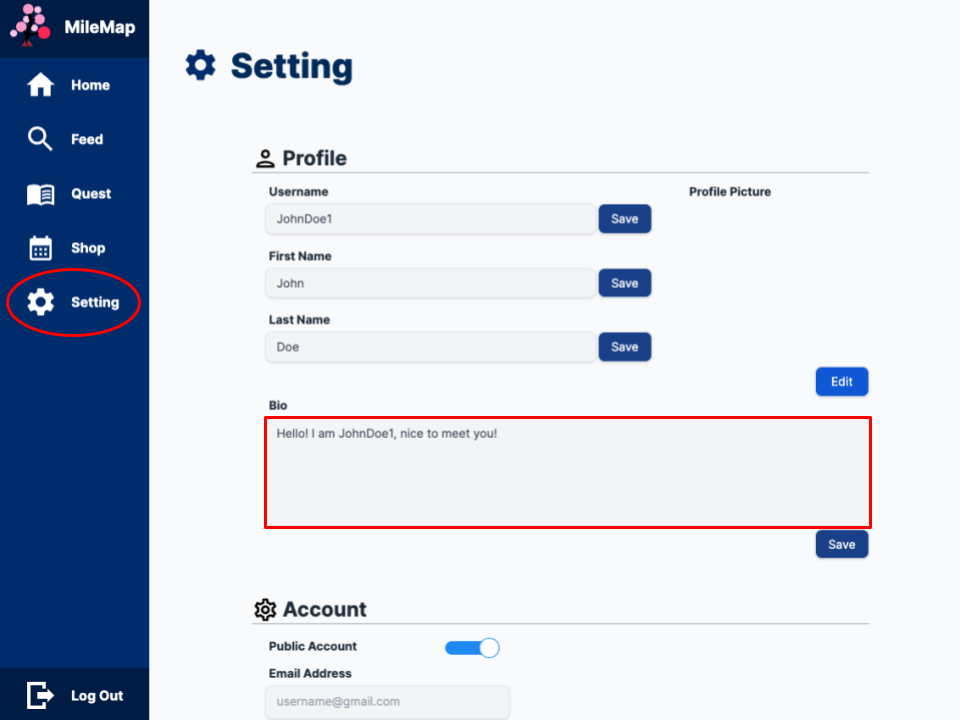 MileMap
Home
Feed
Quest
Shop
Setting
Log Out
Setting
Profile
Username
JohnDoe1
Save
Profile Picture
First Name
John
Save
Last Name
Doe
Save
Edit
Bio
Hello! I am JohnDoe1, nice to meet you!
Save
Account
Public Account
Email Address
username@gmail.com